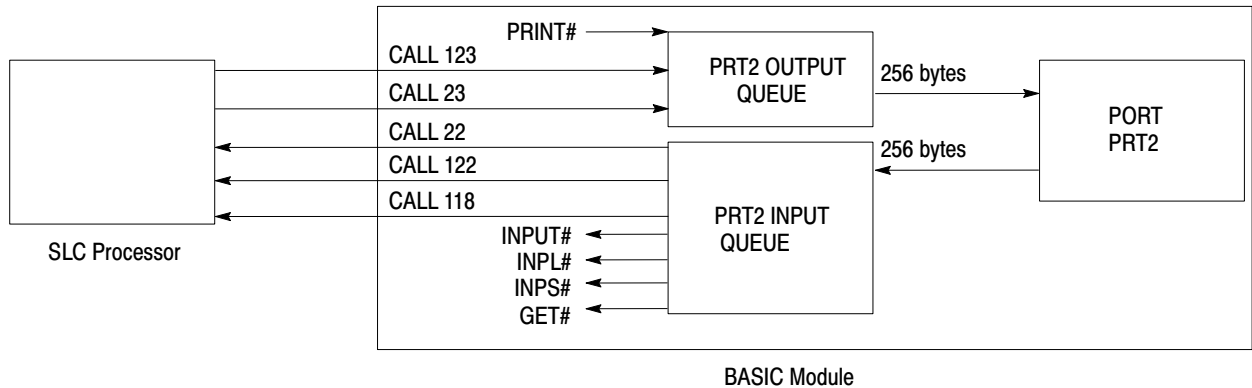 PRINT#
CALL 123
PRT2 OUTPUT
QUEUE
256 bytes
CALL 23
PORT
PRT2
CALL 22
256 bytes
CALL 122
CALL 118
PRT2 INPUT
QUEUE
INPUT#
INPL#
INPS#
GET#
SLC Processor
BASIC Module